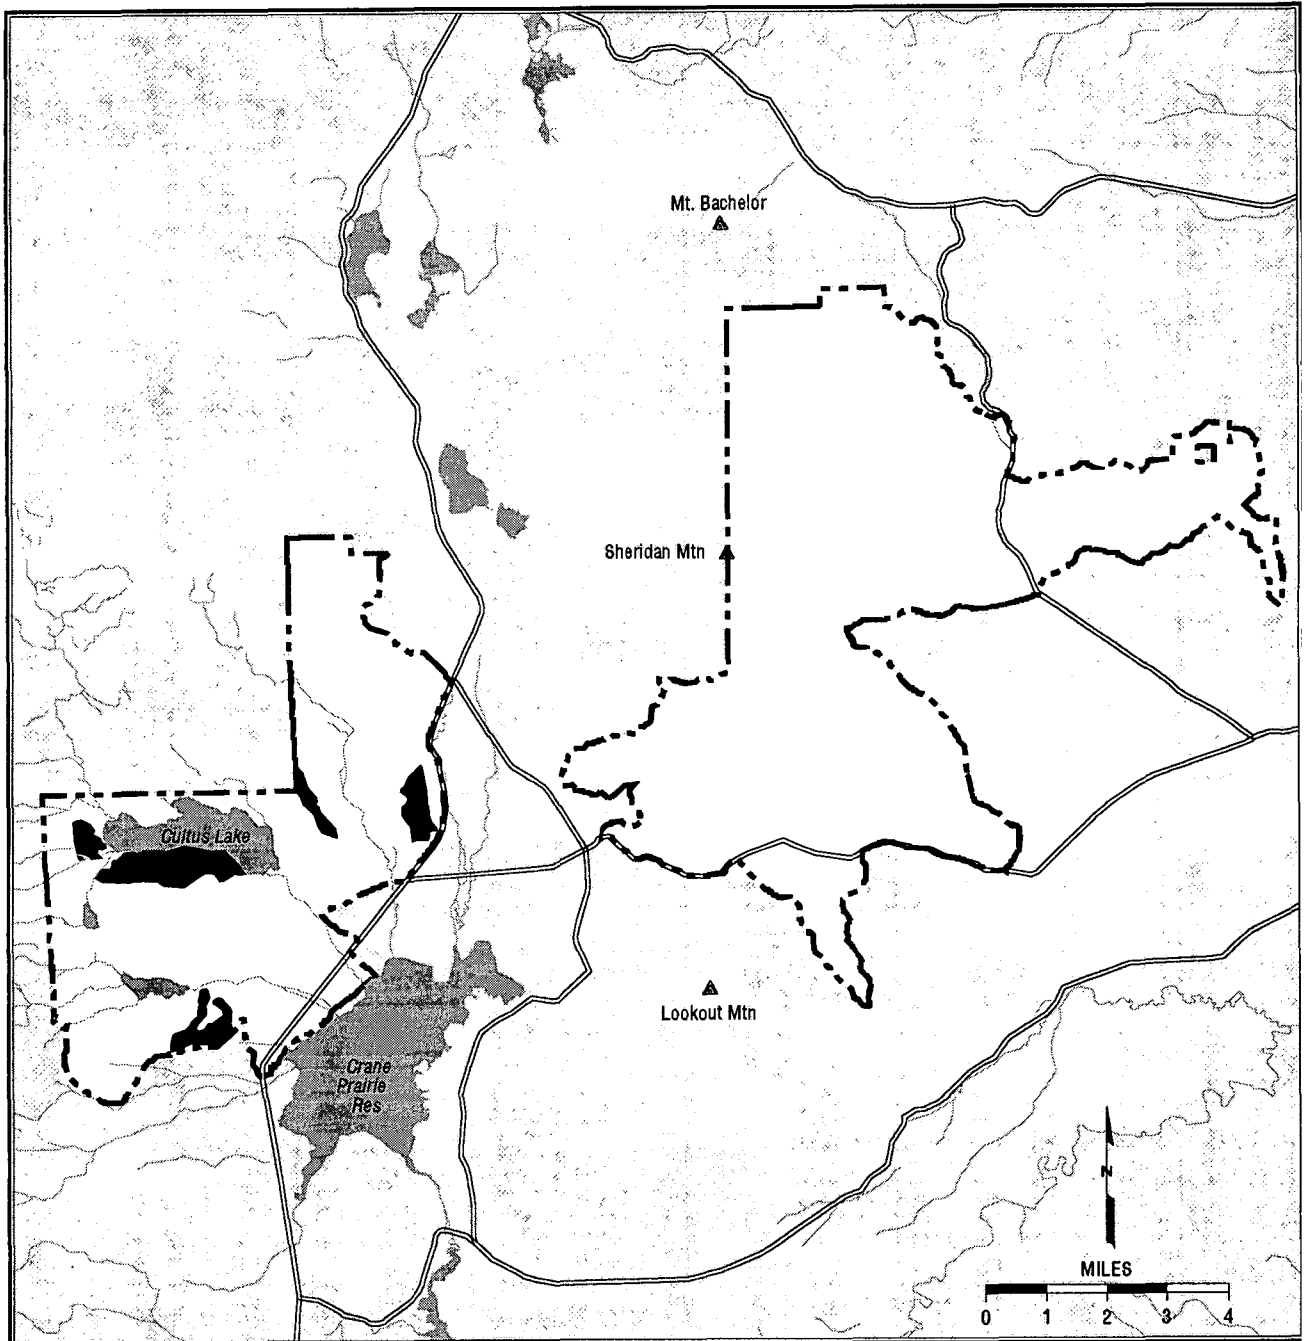 Mt. Bachelor
Sheridan Mtn
Cultus Lake
Lookout Mtn
Crane
Prairie
Res
N
MILES
0 1 2 3 4